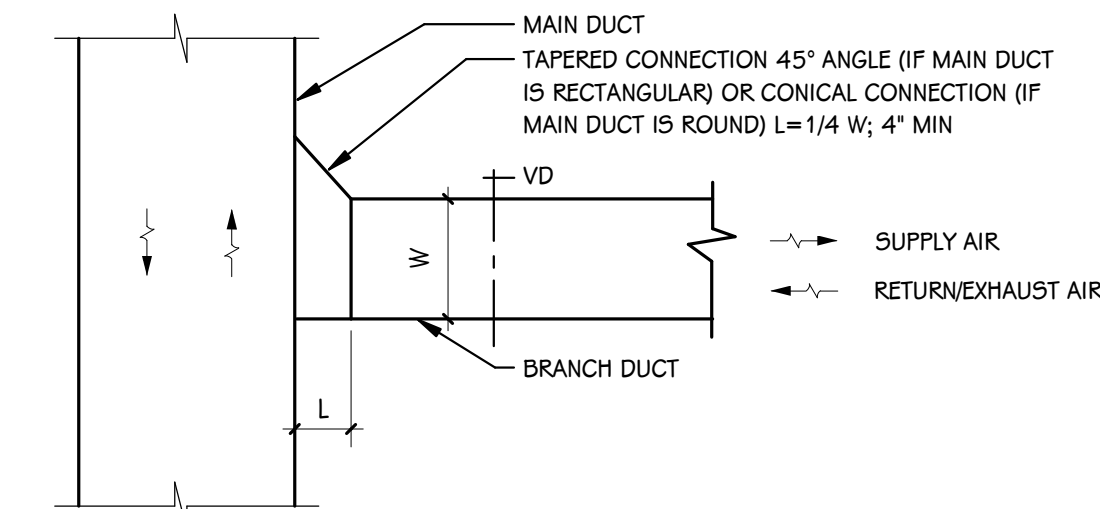 MAIN DUCT
TAPERED CONNECTION 45° ANGLE (IF MAIN DUCT
IS RECTANGULAR) OR CONICAL CONNECTION (IF
MAIN DUCT IS ROUND) L=1/4 W; 4" MIN
VD
W
SUPPLY AIR
RETURN/EXHAUST AIR
BRANCH DUCT
L